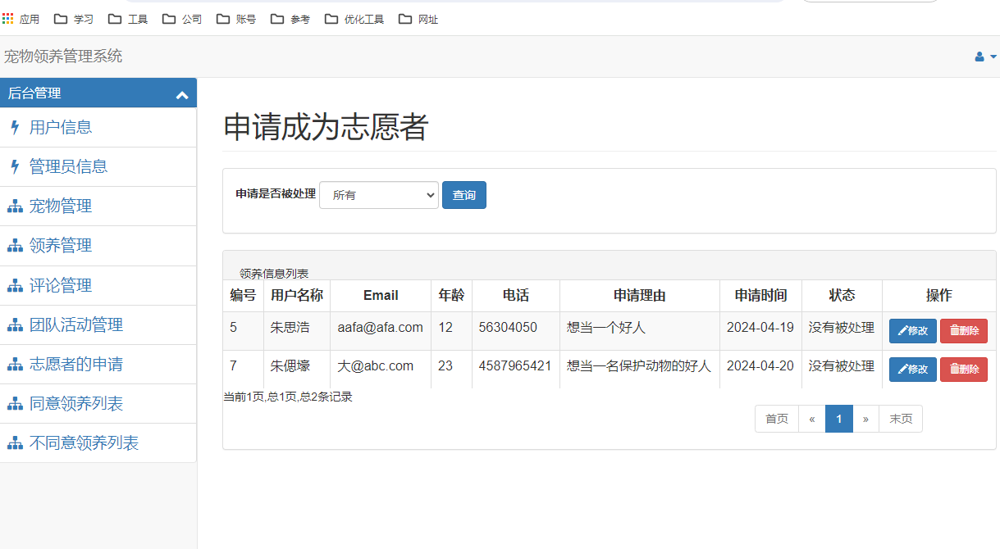 应用 学习 工具 公司 账号 参考 优化工具 网址
宠物领养管理系统
后台管理
用户信息
管理员信息
宠物管理
领养管理
评论管理
团队活动管理
志愿者的申请
同意领养列表
不同意领养列表
申请成为志愿者
申请是否被处理 所有 查询
领养信息列表
编号 用户名称 Email 年龄 电话 申请理由 申请时间 状态 操作
5 朱思浩 aafa@afa.com 12 56304050 想当一个好人 2024-04-19 没有被处理 修改 删除
7 朱偲壕 大@abc.com 23 4587965421 想当一名保护动物的好人 2024-04-20 没有被处理 修改 删除
当前1页,总1页,总2条记录
首页 « 1 » 末页